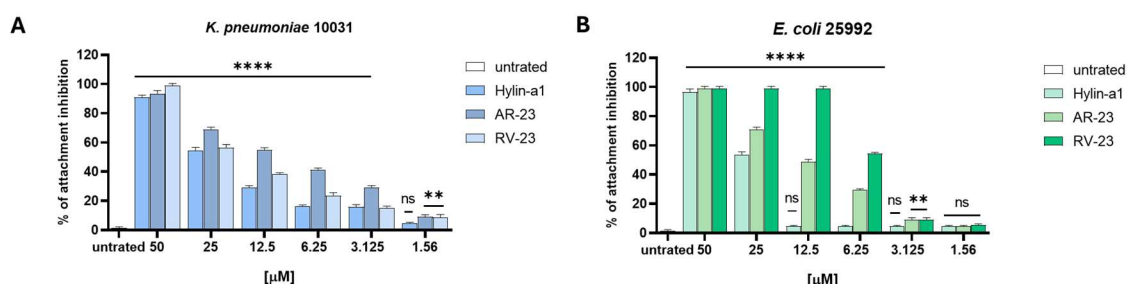 A
K. pneumoniae 10031
% of attachment inhibition
120
100
80
60
40
20
0
****
ns
**
untrated 50 25 12.5 6.25 3.125 1.56
[µM]
untrated
Hylin-a1
AR-23
RV-23
B
E. coli 25992
% of attachment inhibition
120
100
80
60
40
20
0
****
ns
ns
**
ns
untrated 50 25 12.5 6.25 3.125 1.56
[µM]
untrated
Hylin-a1
AR-23
RV-23